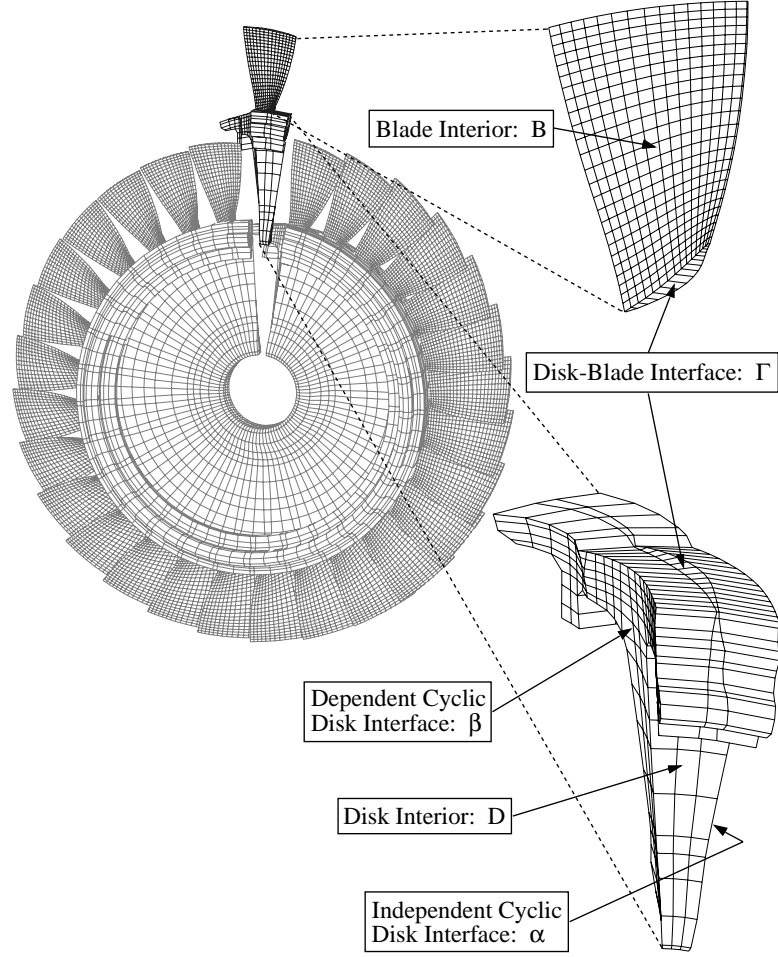 Blade Interior: B
Disk-Blade Interface: Γ
Dependent Cyclic
Disk Interface: β
Disk Interior: D
Independent Cyclic
Disk Interface: α